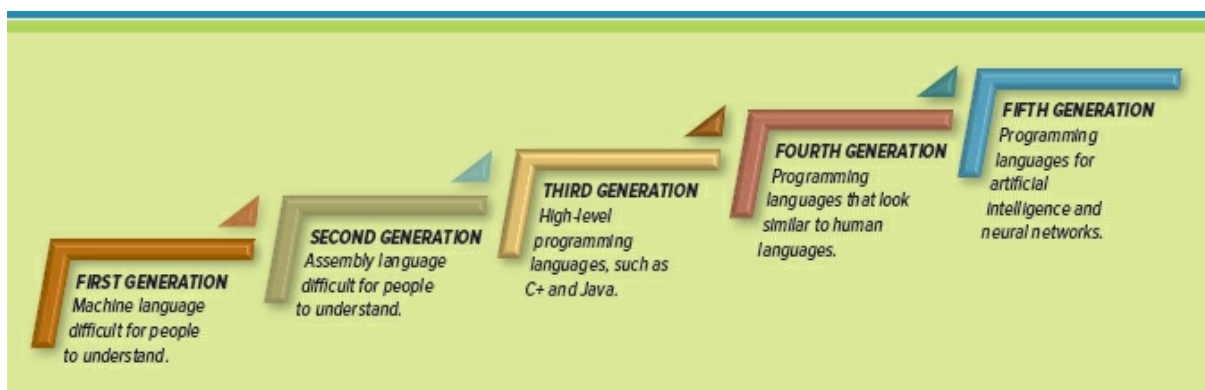 FIRST GENERATION
Machine language
difficult for people
to understand.
SECOND GENERATION
Assembly language
difficult for people
to understand.
THIRD GENERATION
High-level
programming
languages, such as
C+ and Java.
FOURTH GENERATION
Programming
languages that look
similar to human
languages.
FIFTH GENERATION
Programming
languages for
artificial
intelligence and
neural networks.